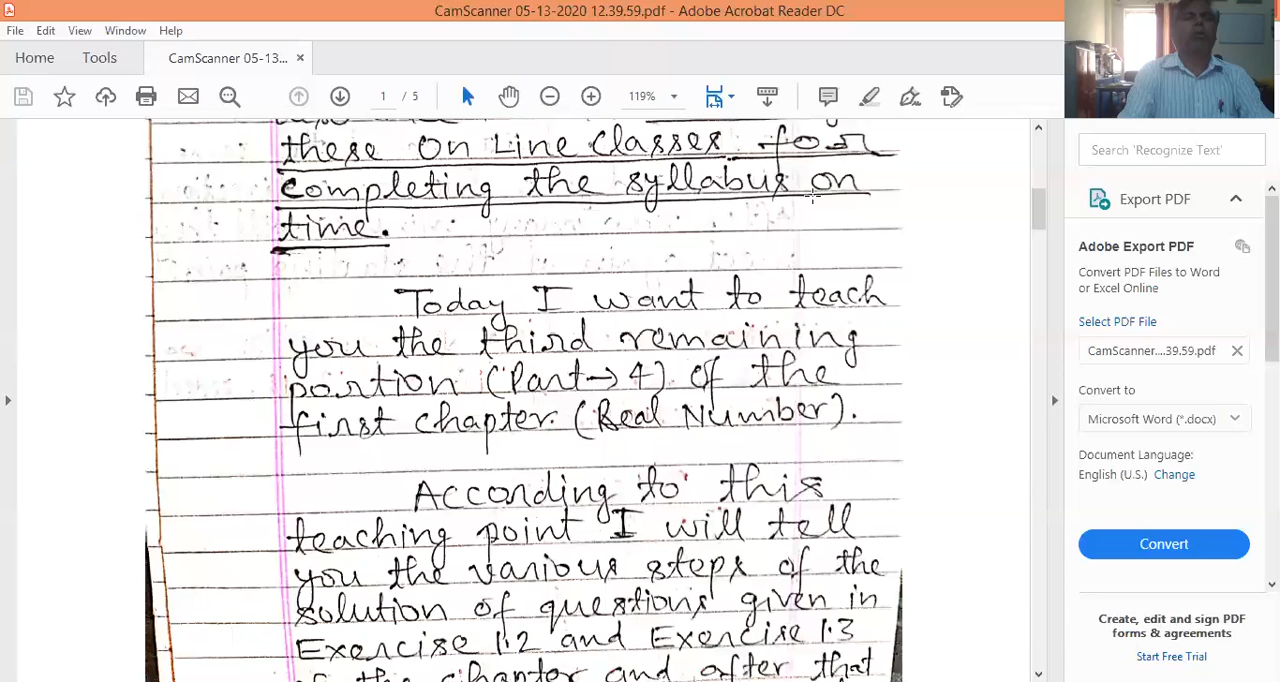 CamScanner 05-13-2020 12.39.59.pdf - Adobe Acrobat Reader DC
File Edit View Window Help
Home Tools CamScanner 05-13... ×
1 / 5 119%
these On Line Classes for
completing the syllabus on
time.
Today I want to teach
you the third remaining
portion (Part→4) of the
first chapter. (Real Number).
According to this
teaching point I will tell
you the various steps of the
solution of questions given in
Exercise 1.2 and Exercise 1.3
of the chapter and after that
Search 'Recognize Text'
Export PDF
Adobe Export PDF
Convert PDF Files to Word
or Excel Online
Select PDF File
CamScanner....39.59.pdf ×
Convert to
Microsoft Word (*.docx)
Document Language:
English (U.S.) Change
Convert
Create, edit and sign PDF
forms & agreements
Start Free Trial